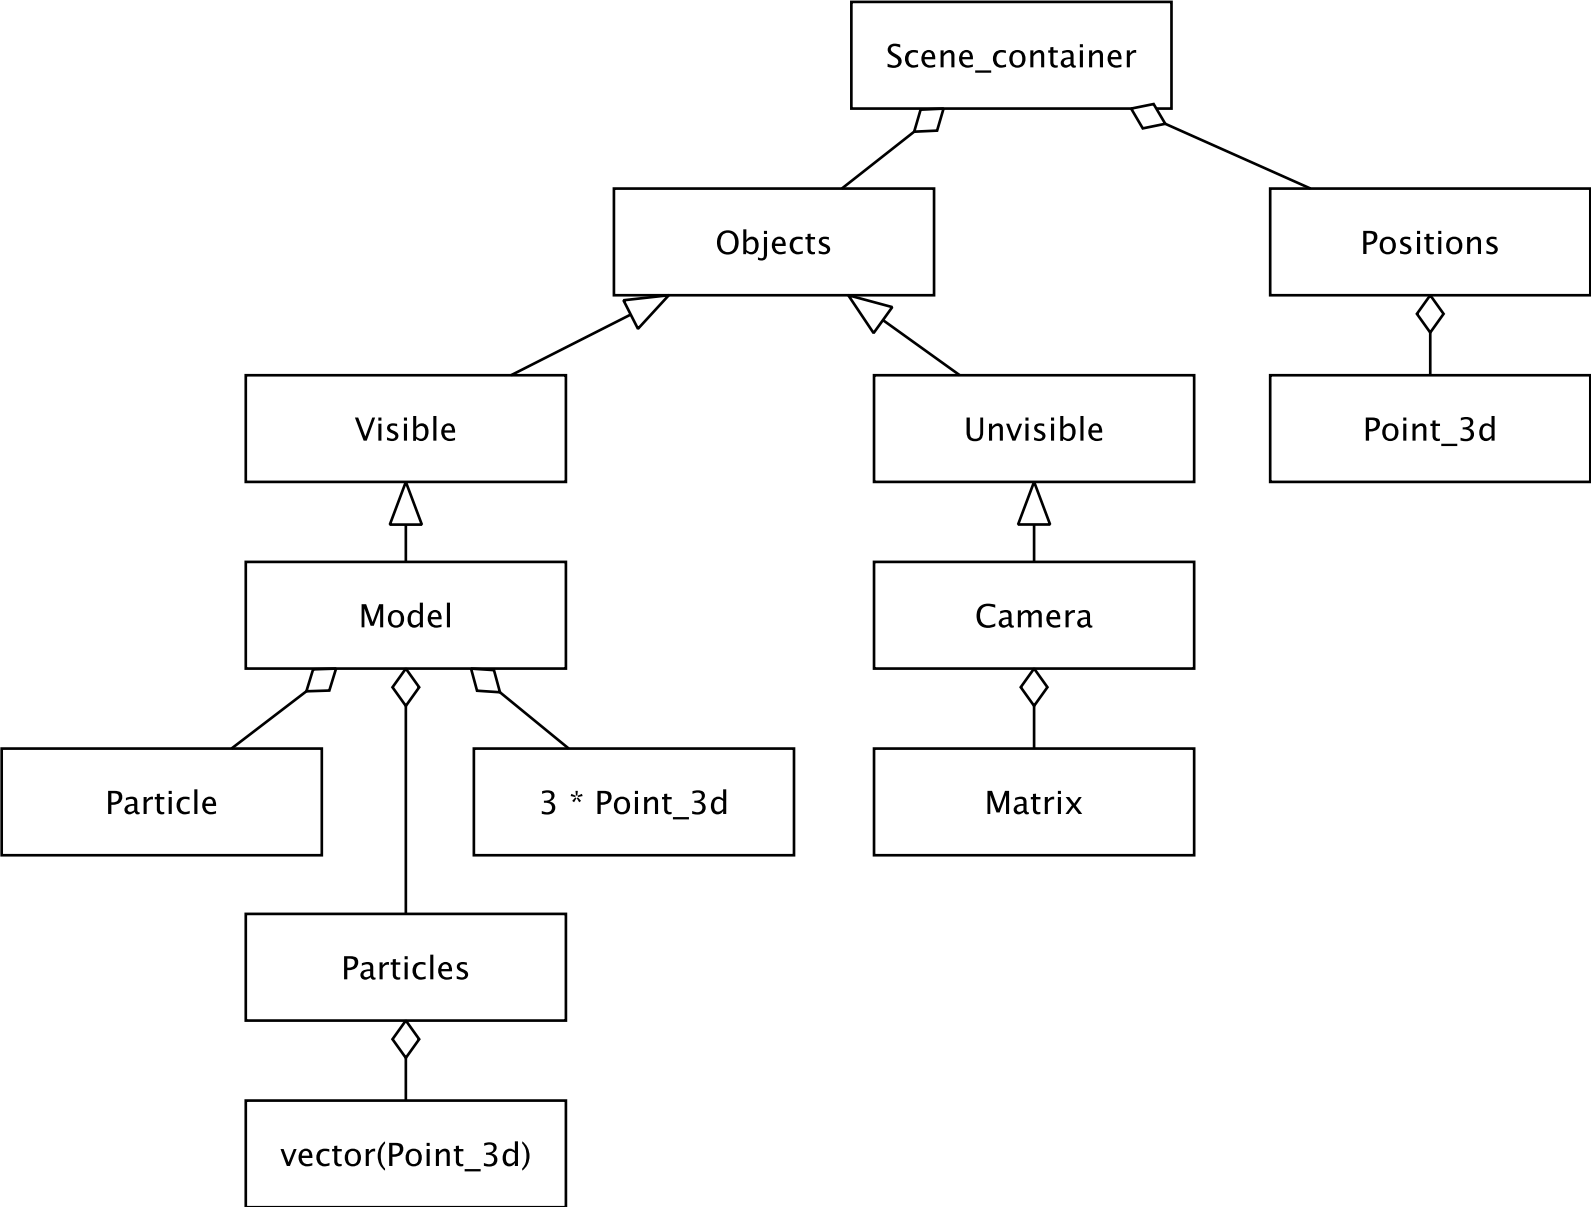 Scene_container
Objects
Positions
Visible
Unvisible
Point_3d
Model
Camera
Particle
3 * Point_3d
Matrix
Particles
vector(Point_3d)